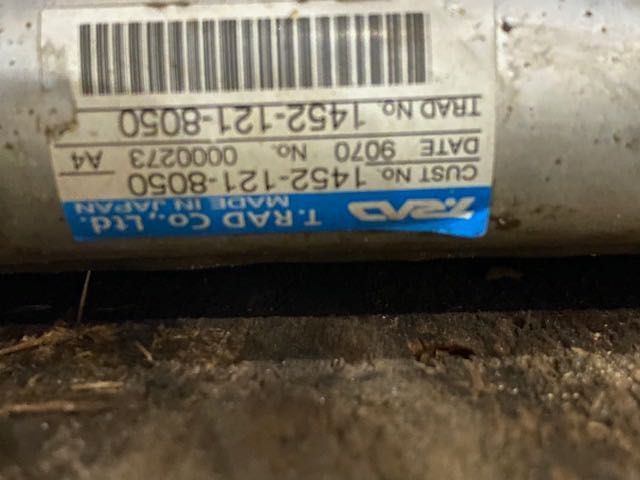 T.RAD T.RAD Co.,Ltd.
MADE IN JAPAN
CUST No. 1452-121-8050
DATE 9070 No. 0000273 A4
TRAD No. 1452-121-8050